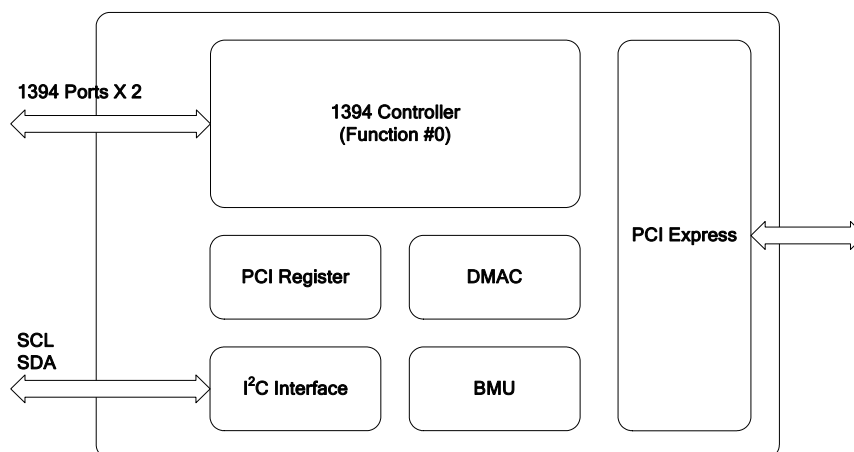 1394 Ports X 2
1394 Controller
(Function #0)
PCI Express
PCI Register
DMAC
SCL
SDA
I²C Interface
BMU